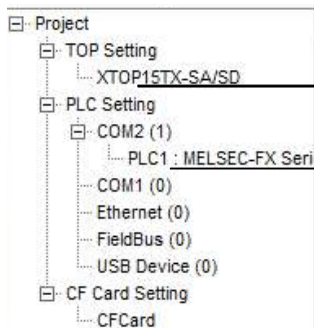 Project
TOP Setting
XTOP15TX-SA/SD
PLC Setting
COM2 (1)
PLC1 : MELSEC-FX Seri
COM1 (0)
Ethernet (0)
FieldBus (0)
USB Device (0)
CF Card Setting
CFCard